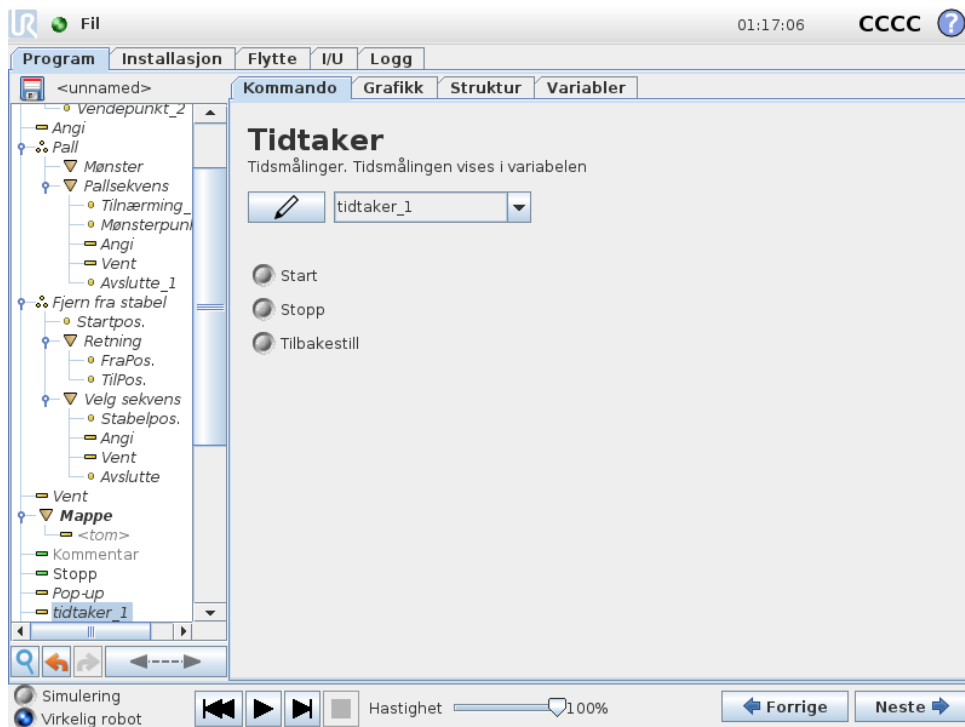 UR Fil 01:17:06 CCCC ?
Program Installasjon Flytte I/U Logg
<unnamed>
Kommando Grafikk Struktur Variabler
Vendepunkt_2
Angi
Pall
Mønster
Pallsekvens
Tilnærming_
Mønsterpun
Angi
Vent
Avslutte_1
Fjern fra stabel
Startpos.
Retning
FraPos.
TilPos.
Velg sekvens
Stabelpos.
Angi
Vent
Avslutte
Vent
Mappe
<tom>
Kommentar
Stopp
Pop-up
tidtaker_1
Tidtaker
Tidsmålinger. Tidsmålingen vises i variabelen
tidtaker_1
Start
Stopp
Tilbakestill
Simulering
Virkelig robot
Hastighet 100%
Forrige Neste